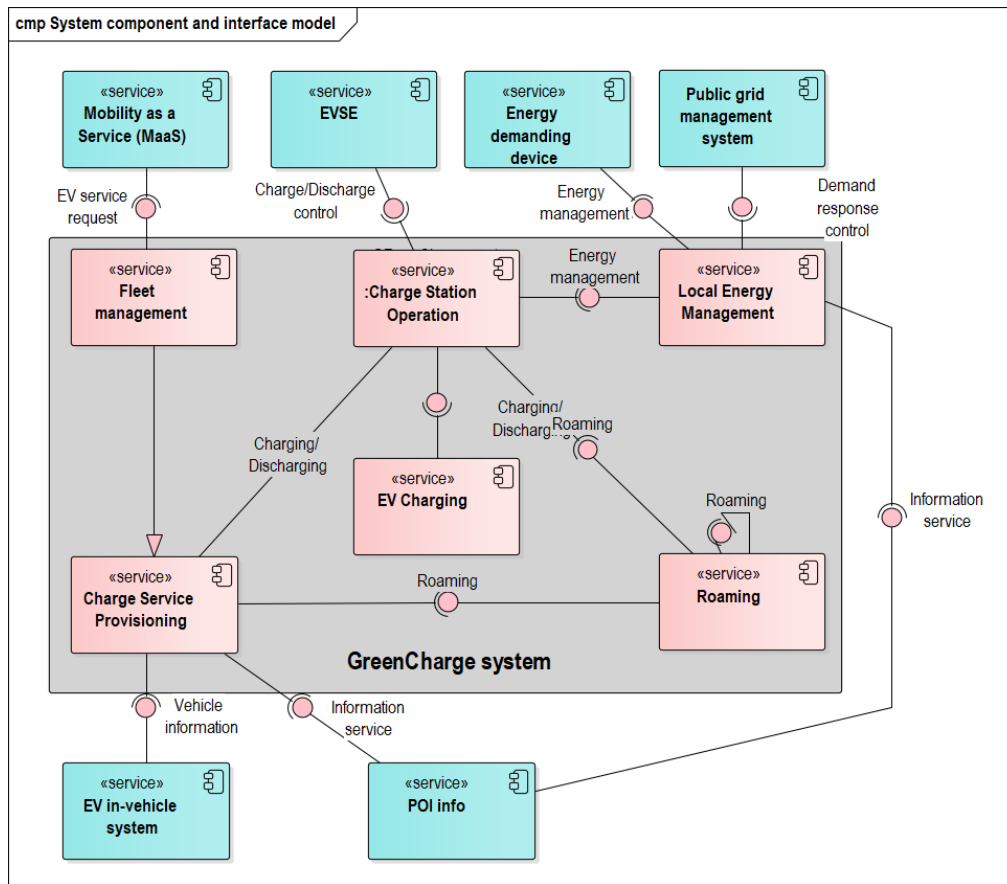 cmp System component and interface model
«service»
Mobility as a
Service (MaaS)
«service»
EVSE
«service»
Energy
demanding
device
Public grid
management
system
EV service
request
Charge/Discharge
control
Energy
management
Demand
response
control
«service»
Fleet
management
«service»
:Charge Station
Operation
Energy
management
«service»
Local Energy
Management
Charging/
Discharging
Charging/
Discharging
Roaming
«service»
EV Charging
Roaming
Information
service
«service»
Charge Service
Provisioning
Roaming
«service»
Roaming
GreenCharge system
Vehicle
information
Information
service
«service»
EV in-vehicle
system
«service»
POI info